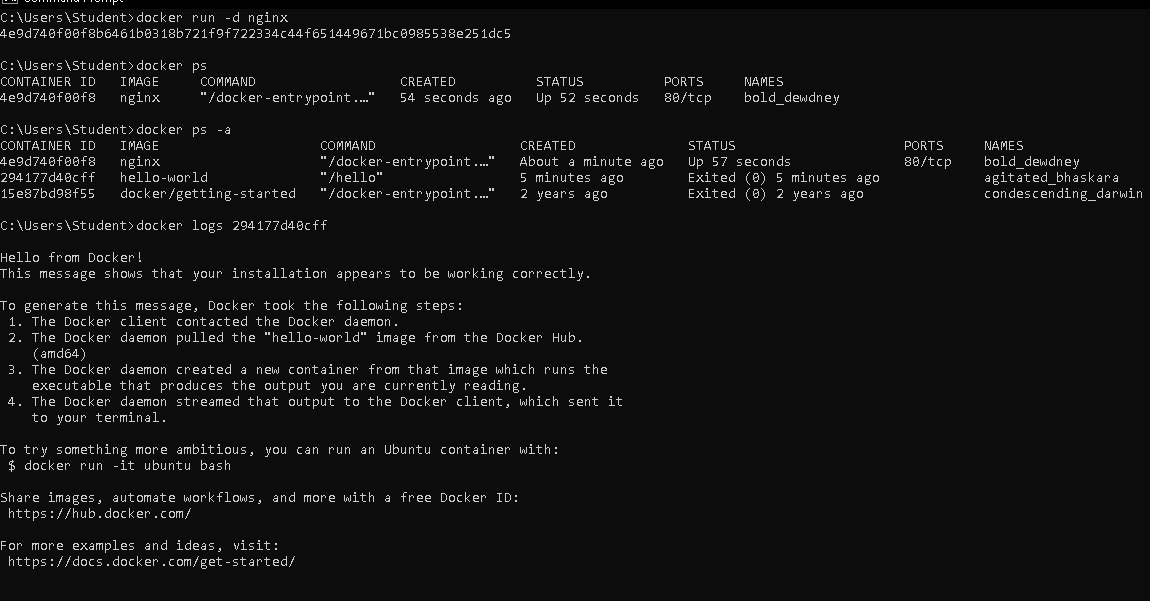 C:\Users\Student>docker run -d nginx
4e9d740f00f8b6461b0318b721f9f722334c44f651449671bc0985538e251dc5
C:\Users\Student>docker ps
CONTAINER ID   IMAGE     COMMAND                  CREATED          STATUS          PORTS     NAMES
4e9d740f00f8   nginx     "/docker-entrypoint.…"   54 seconds ago   Up 52 seconds   80/tcp    bold_dewdney
C:\Users\Student>docker ps -a
CONTAINER ID   IMAGE                    COMMAND                  CREATED              STATUS                     PORTS     NAMES
4e9d740f00f8   nginx                    "/docker-entrypoint.…"   About a minute ago   Up 57 seconds              80/tcp    bold_dewdney
294177d40cff   hello-world              "/hello"                 5 minutes ago        Exited (0) 5 minutes ago             agitated_bhaskara
15e87bd98f55   docker/getting-started   "/docker-entrypoint.…"   2 years ago          Exited (0) 2 years ago               condescending_darwin
C:\Users\Student>docker logs 294177d40cff
Hello from Docker!
This message shows that your installation appears to be working correctly.
To generate this message, Docker took the following steps:
 1. The Docker client contacted the Docker daemon.
 2. The Docker daemon pulled the "hello-world" image from the Docker Hub.
    (amd64)
 3. The Docker daemon created a new container from that image which runs the
    executable that produces the output you are currently reading.
 4. The Docker daemon streamed that output to the Docker client, which sent it
    to your terminal.
To try something more ambitious, you can run an Ubuntu container with:
 $ docker run -it ubuntu bash
Share images, automate workflows, and more with a free Docker ID:
 https://hub.docker.com/
For more examples and ideas, visit:
 https://docs.docker.com/get-started/